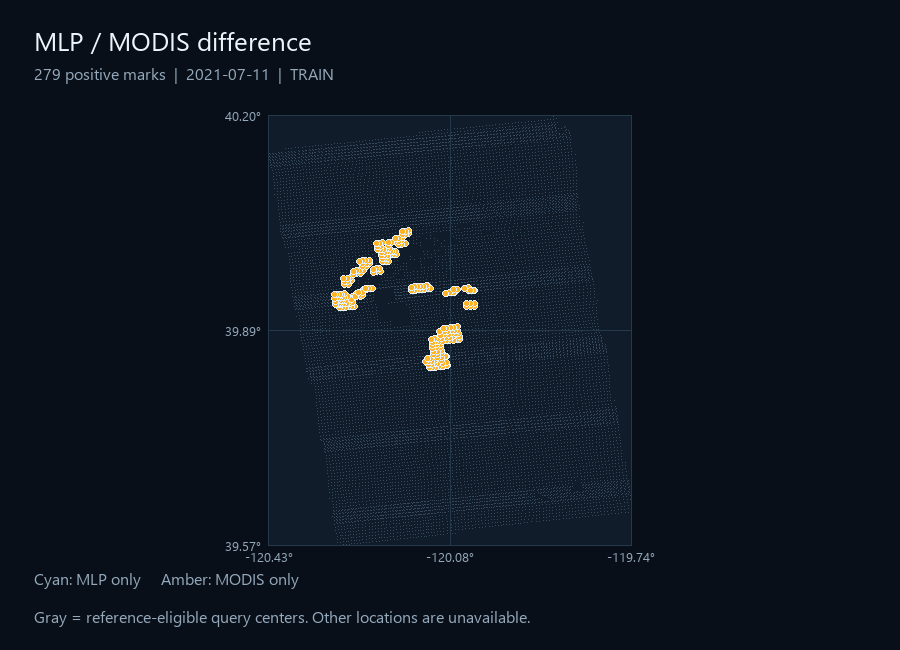 MLP / MODIS difference
279 positive marks | 2021-07-11 | TRAIN
40.20°
39.89°
39.57°
-120.43° -120.08° -119.74°
Cyan: MLP only Amber: MODIS only
Gray = reference-eligible query centers. Other locations are unavailable.